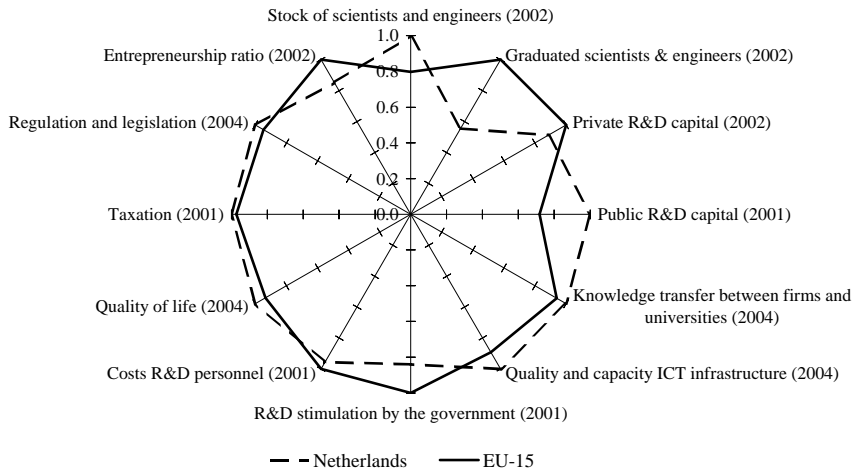 Stock of scientists and engineers (2002)
1.0
Entrepreneurship ratio (2002)
Graduated scientists & engineers (2002)
0.8
0.6
Regulation and legislation (2004)
Private R&D capital (2002)
0.4
0.2
Taxation (2001)
0.0
Public R&D capital (2001)
Quality of life (2004)
Knowledge transfer between firms and
universities (2004)
Costs R&D personnel (2001)
Quality and capacity ICT infrastructure (2004)
R&D stimulation by the government (2001)
Netherlands
EU-15